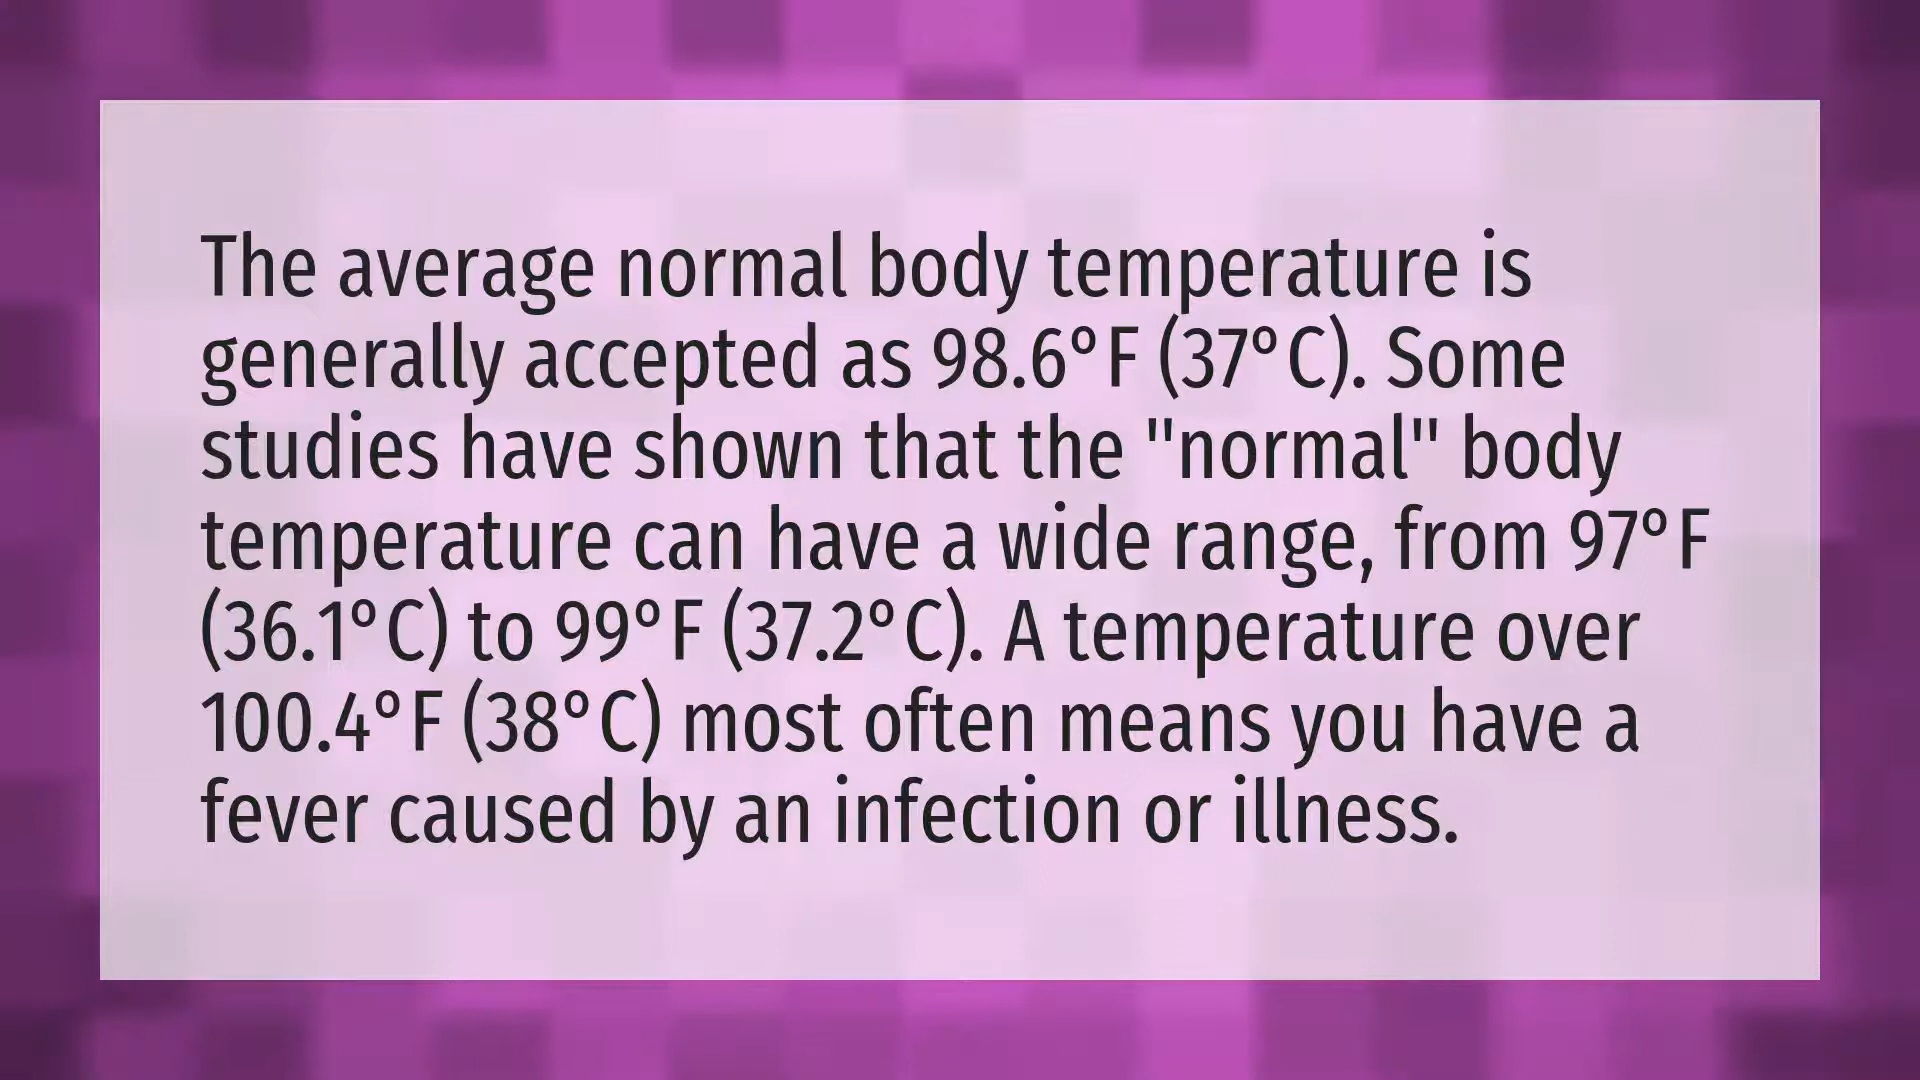 The average normal body temperature is
generally accepted as 98.6°F (37°C). Some
studies have shown that the "normal" body
temperature can have a wide range, from 97°F
(36.1°C) to 99°F (37.2°C). A temperature over
100.4°F (38°C) most often means you have a
fever caused by an infection or illness.